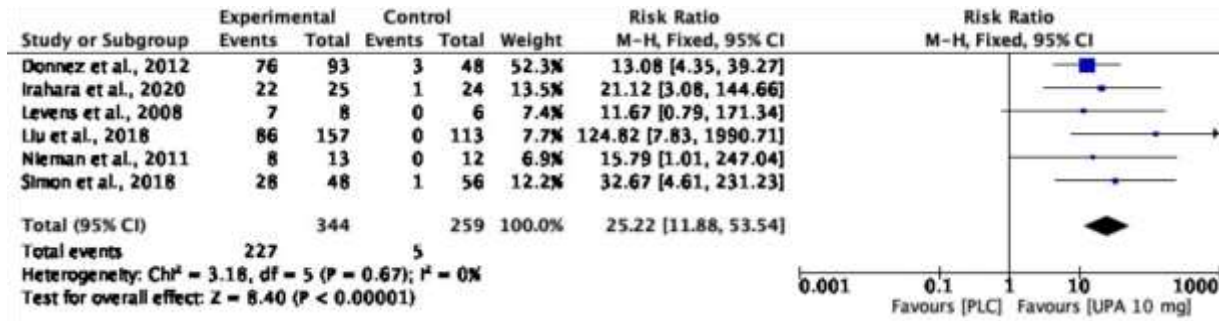 Experimental Control Risk Ratio Risk Ratio
Study or Subgroup Events Total Events Total Weight M-H, Fixed, 95% CI M-H, Fixed, 95% CI
Donnez et al., 2012 76 93 3 48 52.3% 13.08 [4.35, 39.27]
Irahara et al., 2020 22 25 1 24 13.5% 21.12 [3.08, 144.66]
Levens et al., 2008 7 8 0 6 7.4% 11.67 [0.79, 171.34]
Liu et al., 2018 86 157 0 113 7.7% 124.82 [7.83, 1990.71]
Nieman et al., 2011 8 13 0 12 6.9% 15.79 [1.01, 247.04]
Simon et al., 2018 28 48 1 56 12.2% 32.67 [4.61, 231.23]
Total (95% CI) 344 259 100.0% 25.22 [11.88, 53.54]
Total events 227 5
Heterogeneity: Chi² = 3.18, df = 5 (P = 0.67); I² = 0%
Test for overall effect: Z = 8.40 (P < 0.00001)
0.001 0.1 1 10 1000
Favours [PLC] Favours [UPA 10 mg]